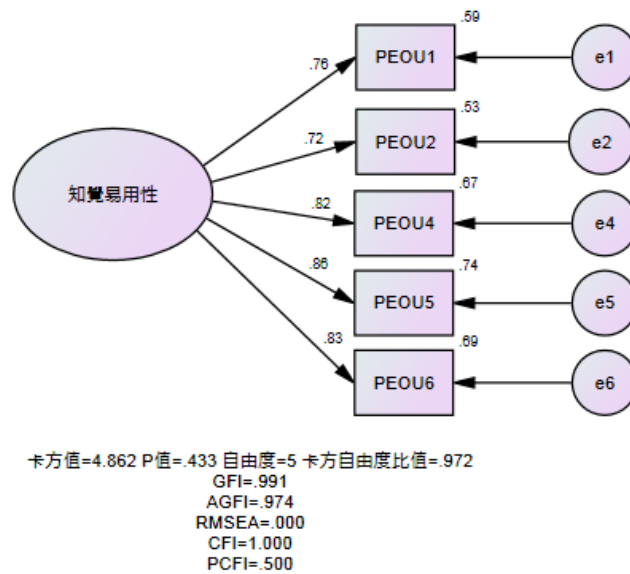 .59
PEOU1
e1
.76
.53
PEOU2
e2
.72
知覺易用性
.67
PEOU4
e4
.82
.74
PEOU5
e5
.86
.69
PEOU6
e6
.83
卡方值=4.862 P值=.433 自由度=5 卡方自由度比值=.972
GFI=.991
AGFI=.974
RMSEA=.000
CFI=1.000
PCFI=.500